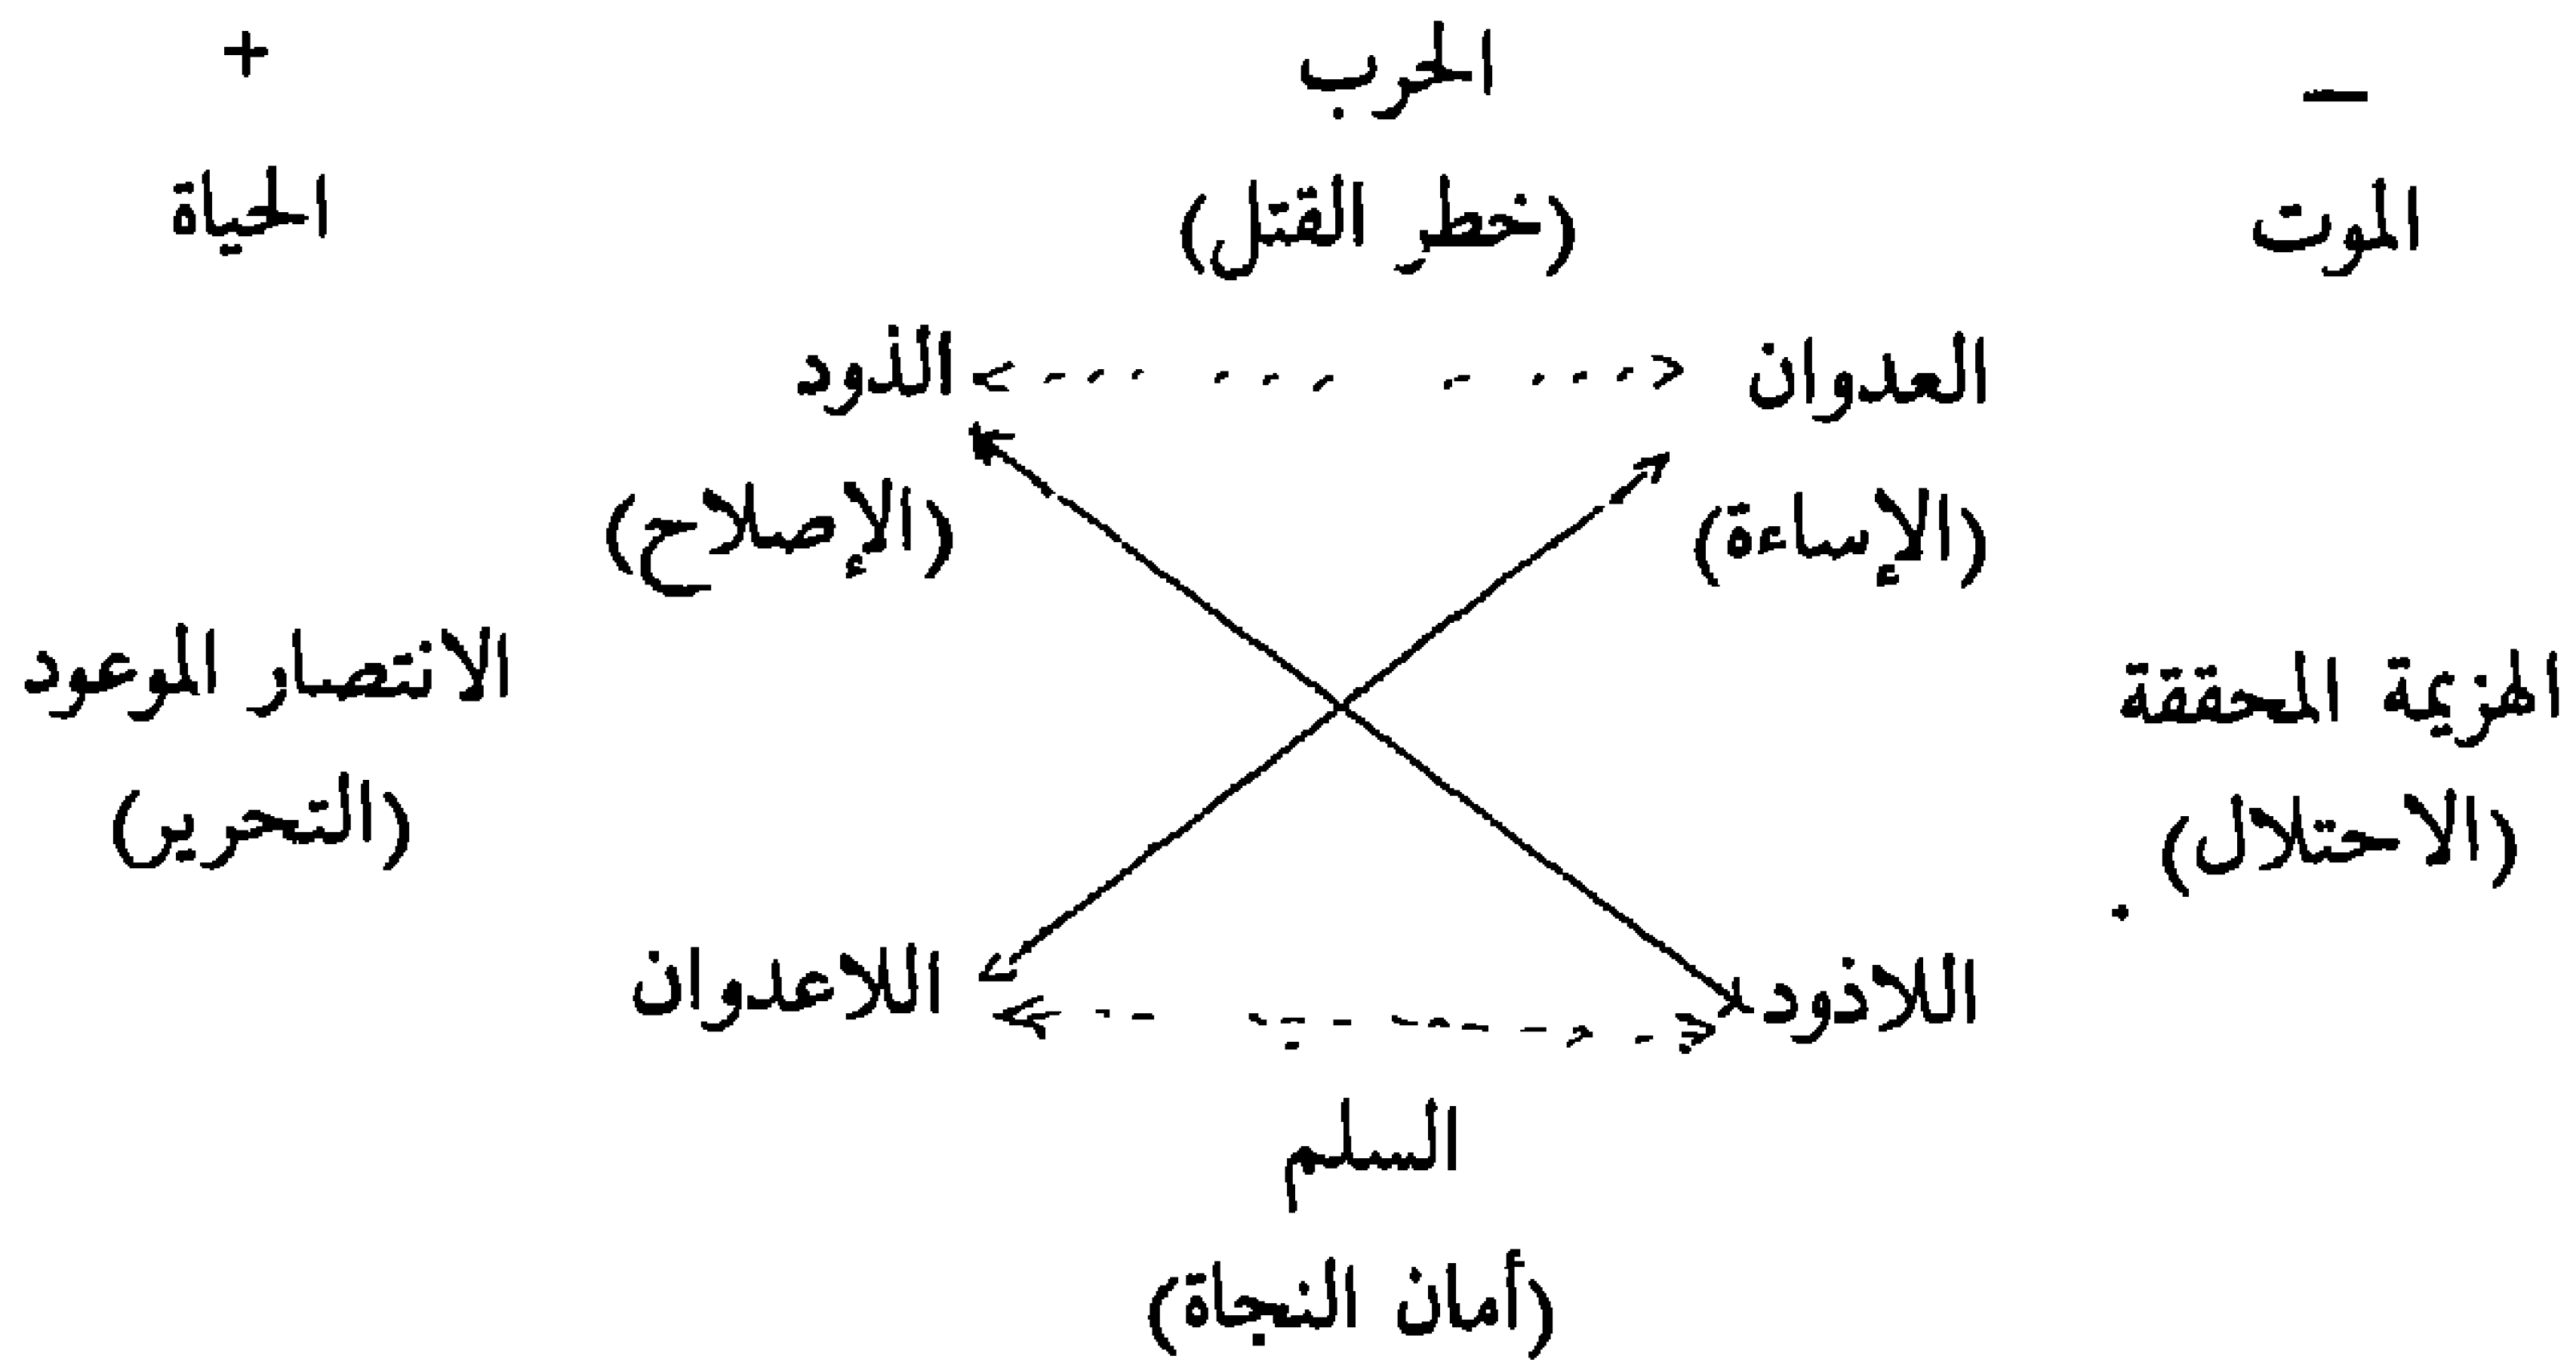 − الحرب +
الموت (خطر القتل) الحياة
العدوان الذود
(الإساءة) (الإصلاح)
الهزيمة المحققة الانتصار الموعود
(الاحتلال) (التحرير)
اللاذود اللاعدوان
السلم
(أمان النجاة)